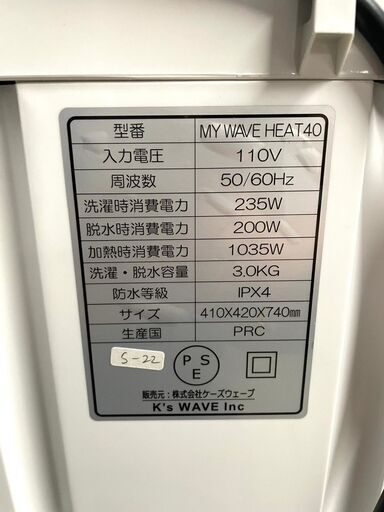 型番 MY WAVE HEAT40
入力電圧 110V
周波数 50/60Hz
洗濯時消費電力 235W
脱水時消費電力 200W
加熱時消費電力 1035W
洗濯・脱水容量 3.0KG
防水等級 IPX4
サイズ 410X420X740㎜
生産国 PRC
S-22
P S
E
販売元：株式会社ケーズウェーブ
K's WAVE Inc